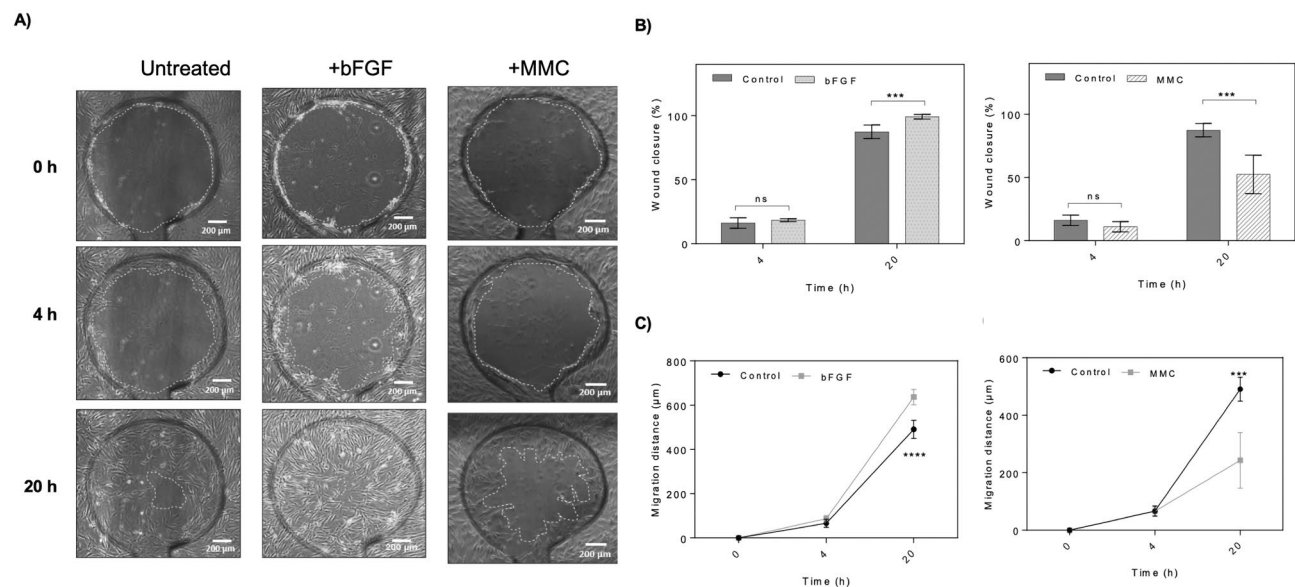 A)
Untreated +bFGF +MMC
0 h
200 μm 200 μm 200 μm
4 h
200 μm 200 μm 200 μm
20 h
200 μm 200 μm 200 μm
B)
Control bFGF
Wound closure (%)
100
50
0
ns
***
4 20
Time (h)
Control MMC
Wound closure (%)
100
50
0
ns
***
4 20
Time (h)
C)
Control bFGF
Migration distance (μm)
800
600
400
200
0
****
0 4 20
Time (h)
Control MMC
Migration distance (μm)
600
400
200
0
***
0 4 20
Time (h)